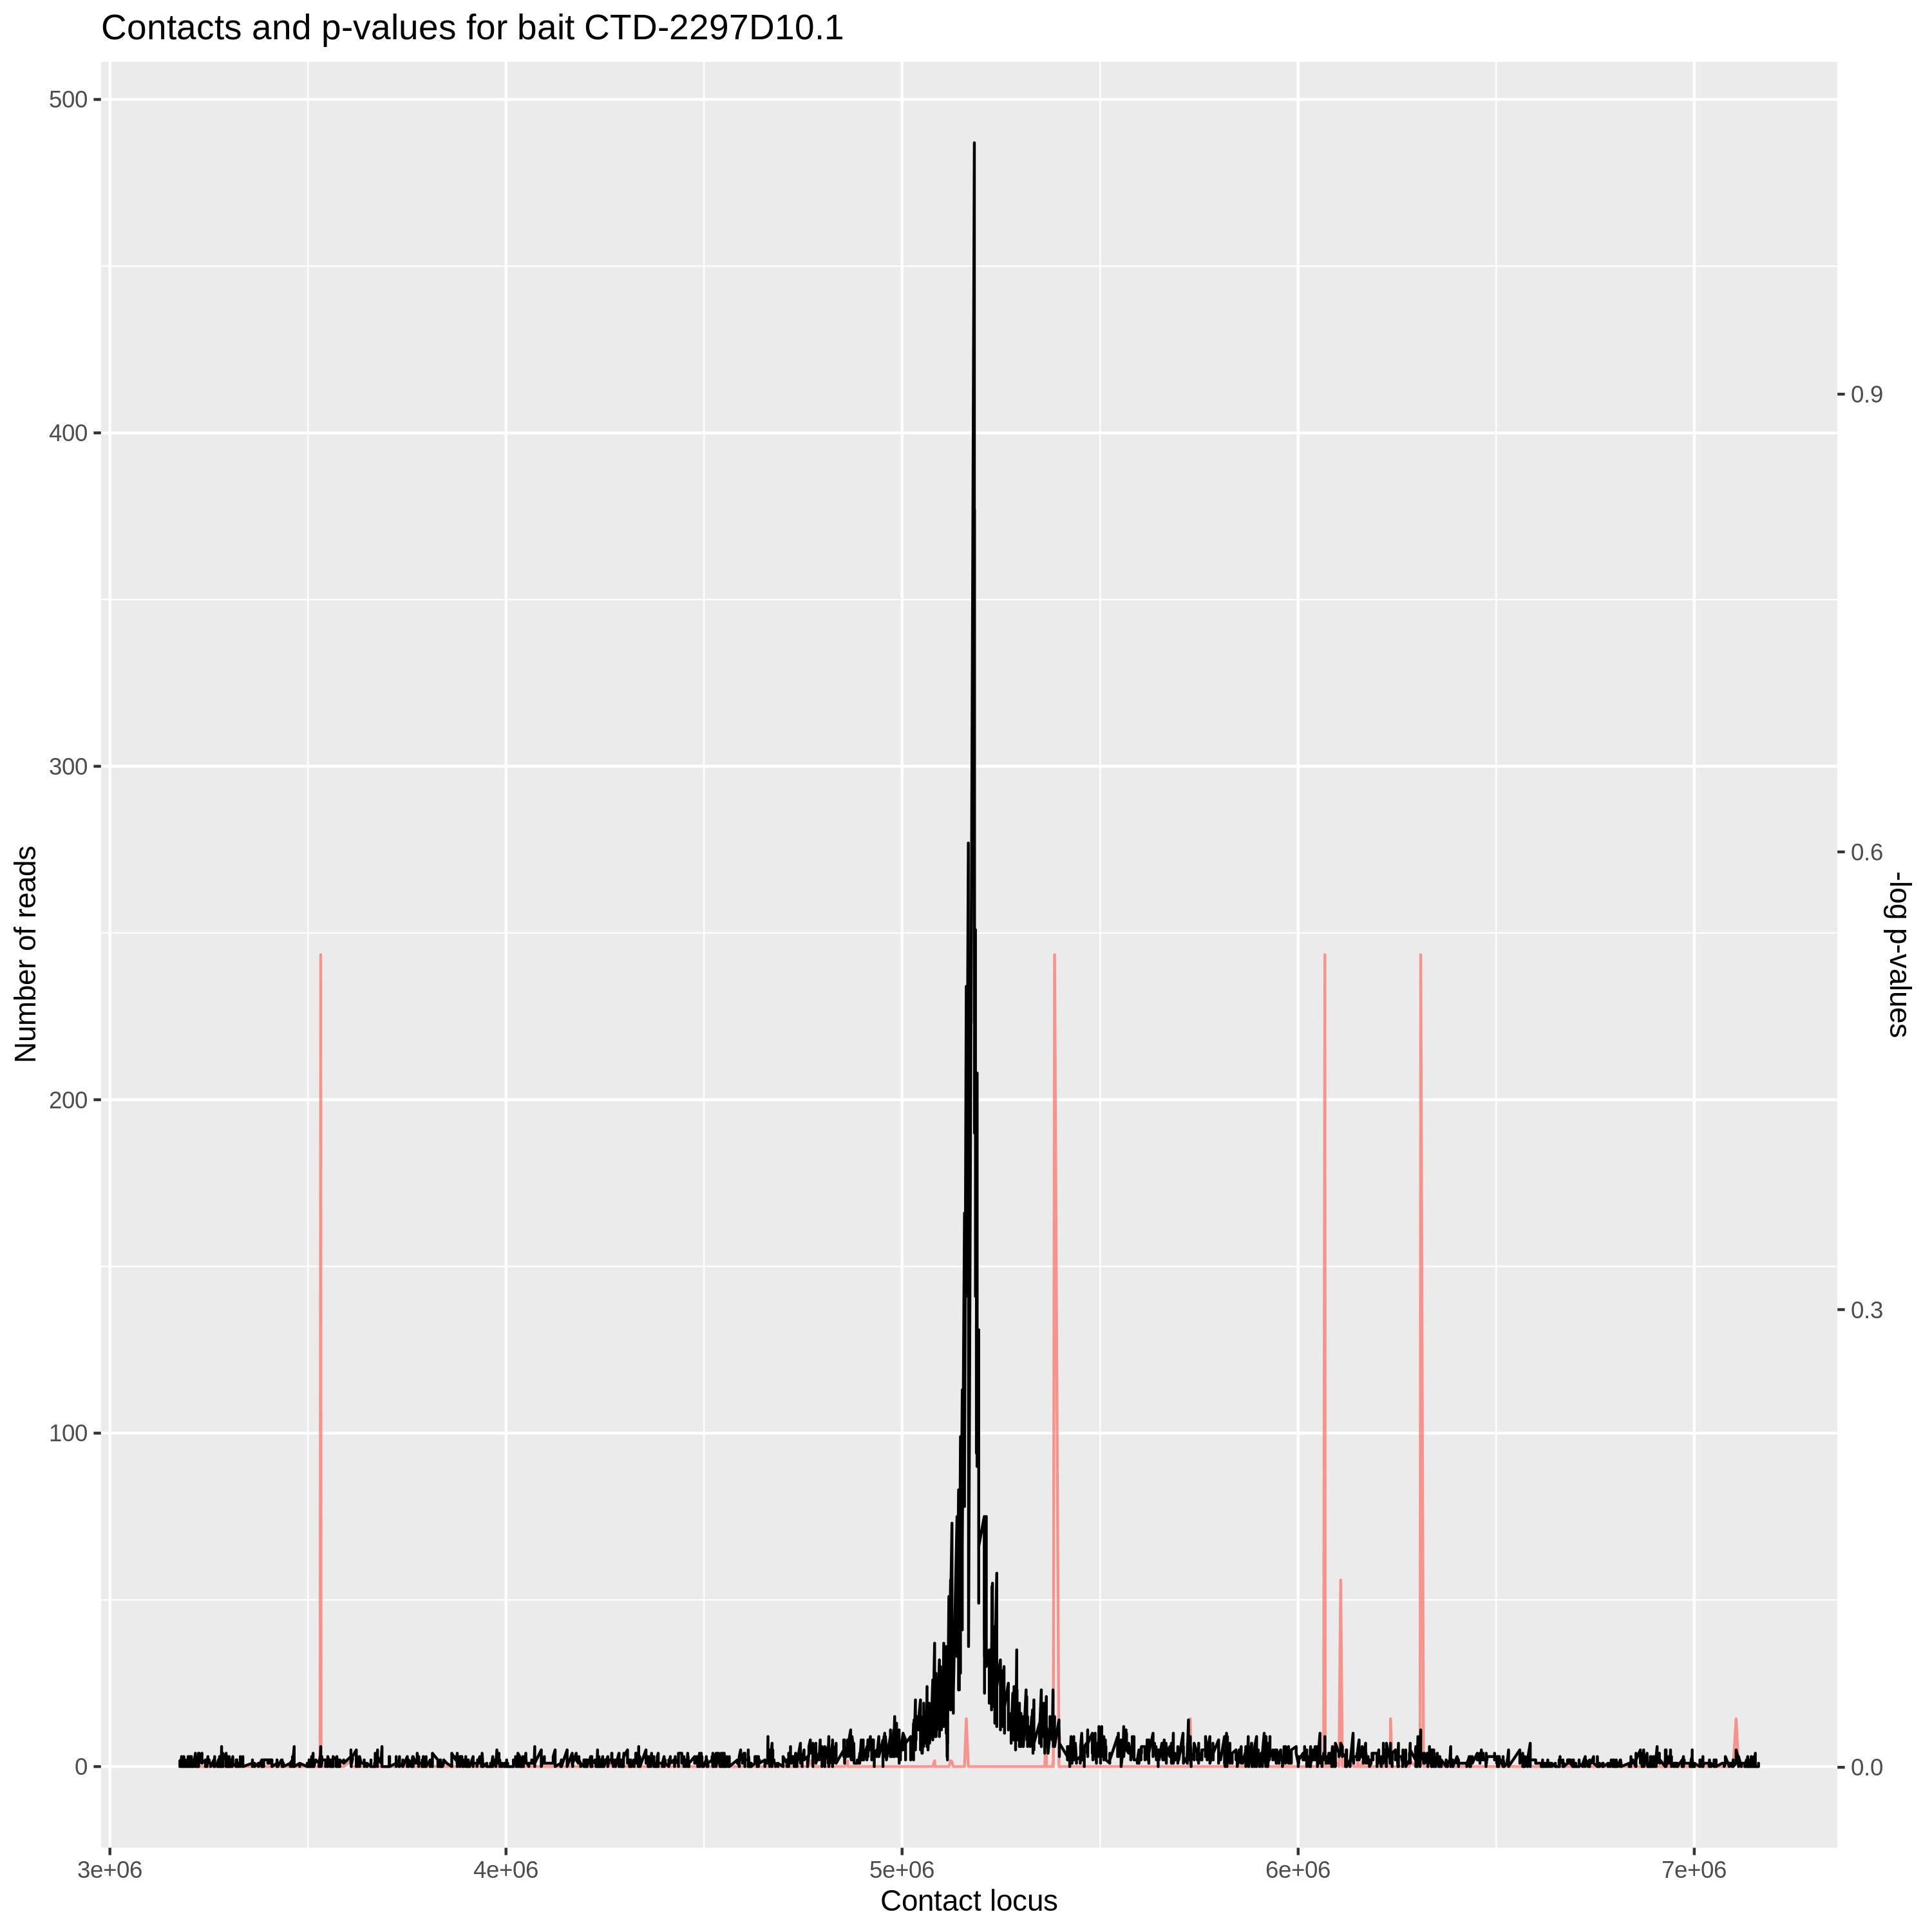 Contacts and p-values for bait CTD-2297D10.1
500
400
300
200
100
0
Number of reads
0.9
0.6
0.3
0.0
-log p-values
3e+06
4e+06
5e+06
6e+06
7e+06
Contact locus